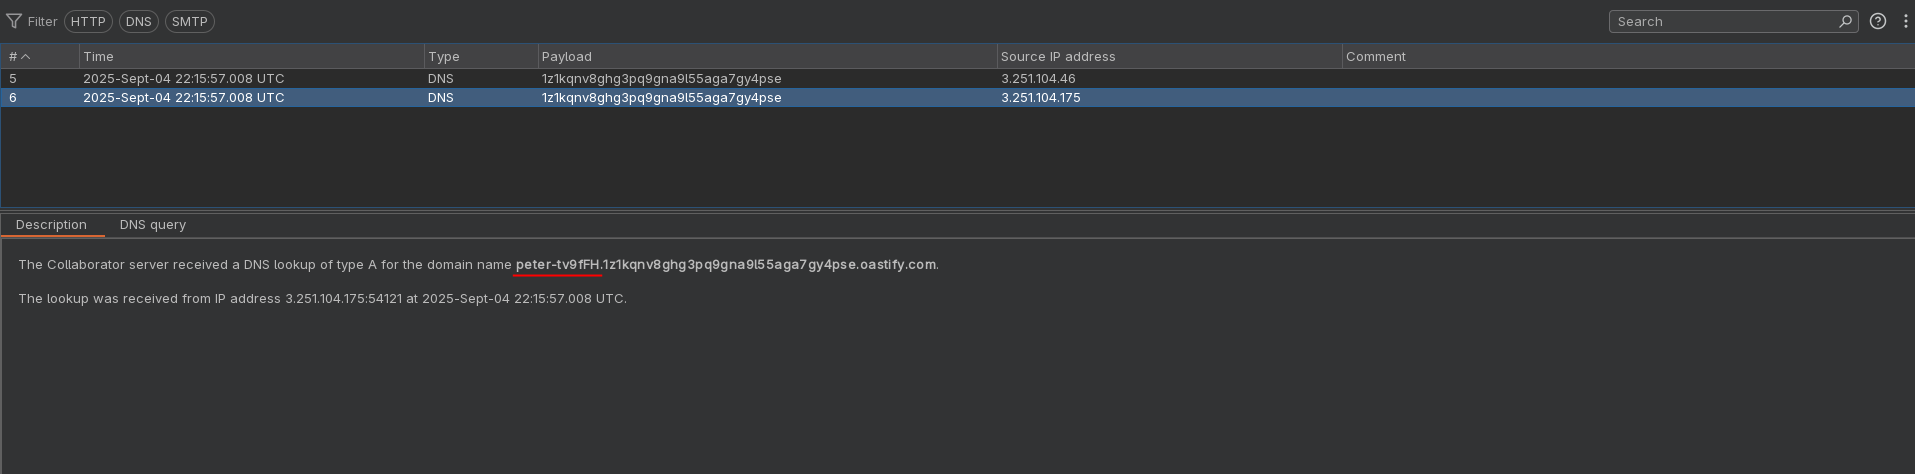 Filter HTTP DNS SMTP Search
# Time Type Payload Source IP address Comment
5 2025-Sept-04 22:15:57.008 UTC DNS 1z1kqnv8ghg3pq9gna9l55aga7gy4pse 3.251.104.46
6 2025-Sept-04 22:15:57.008 UTC DNS 1z1kqnv8ghg3pq9gna9l55aga7gy4pse 3.251.104.175
Description DNS query
The Collaborator server received a DNS lookup of type A for the domain name peter-tv9fFH.1z1kqnv8ghg3pq9gna9l55aga7gy4pse.oastify.com.
The lookup was received from IP address 3.251.104.175:54121 at 2025-Sept-04 22:15:57.008 UTC.